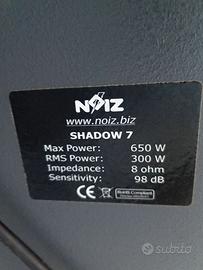 NOIZ
www.noiz.biz
SHADOW 7
Max Power: 650 W
RMS Power: 300 W
Impedance: 8 ohm
Sensitivity: 98 dB
CE
RoHS Compliant
subito